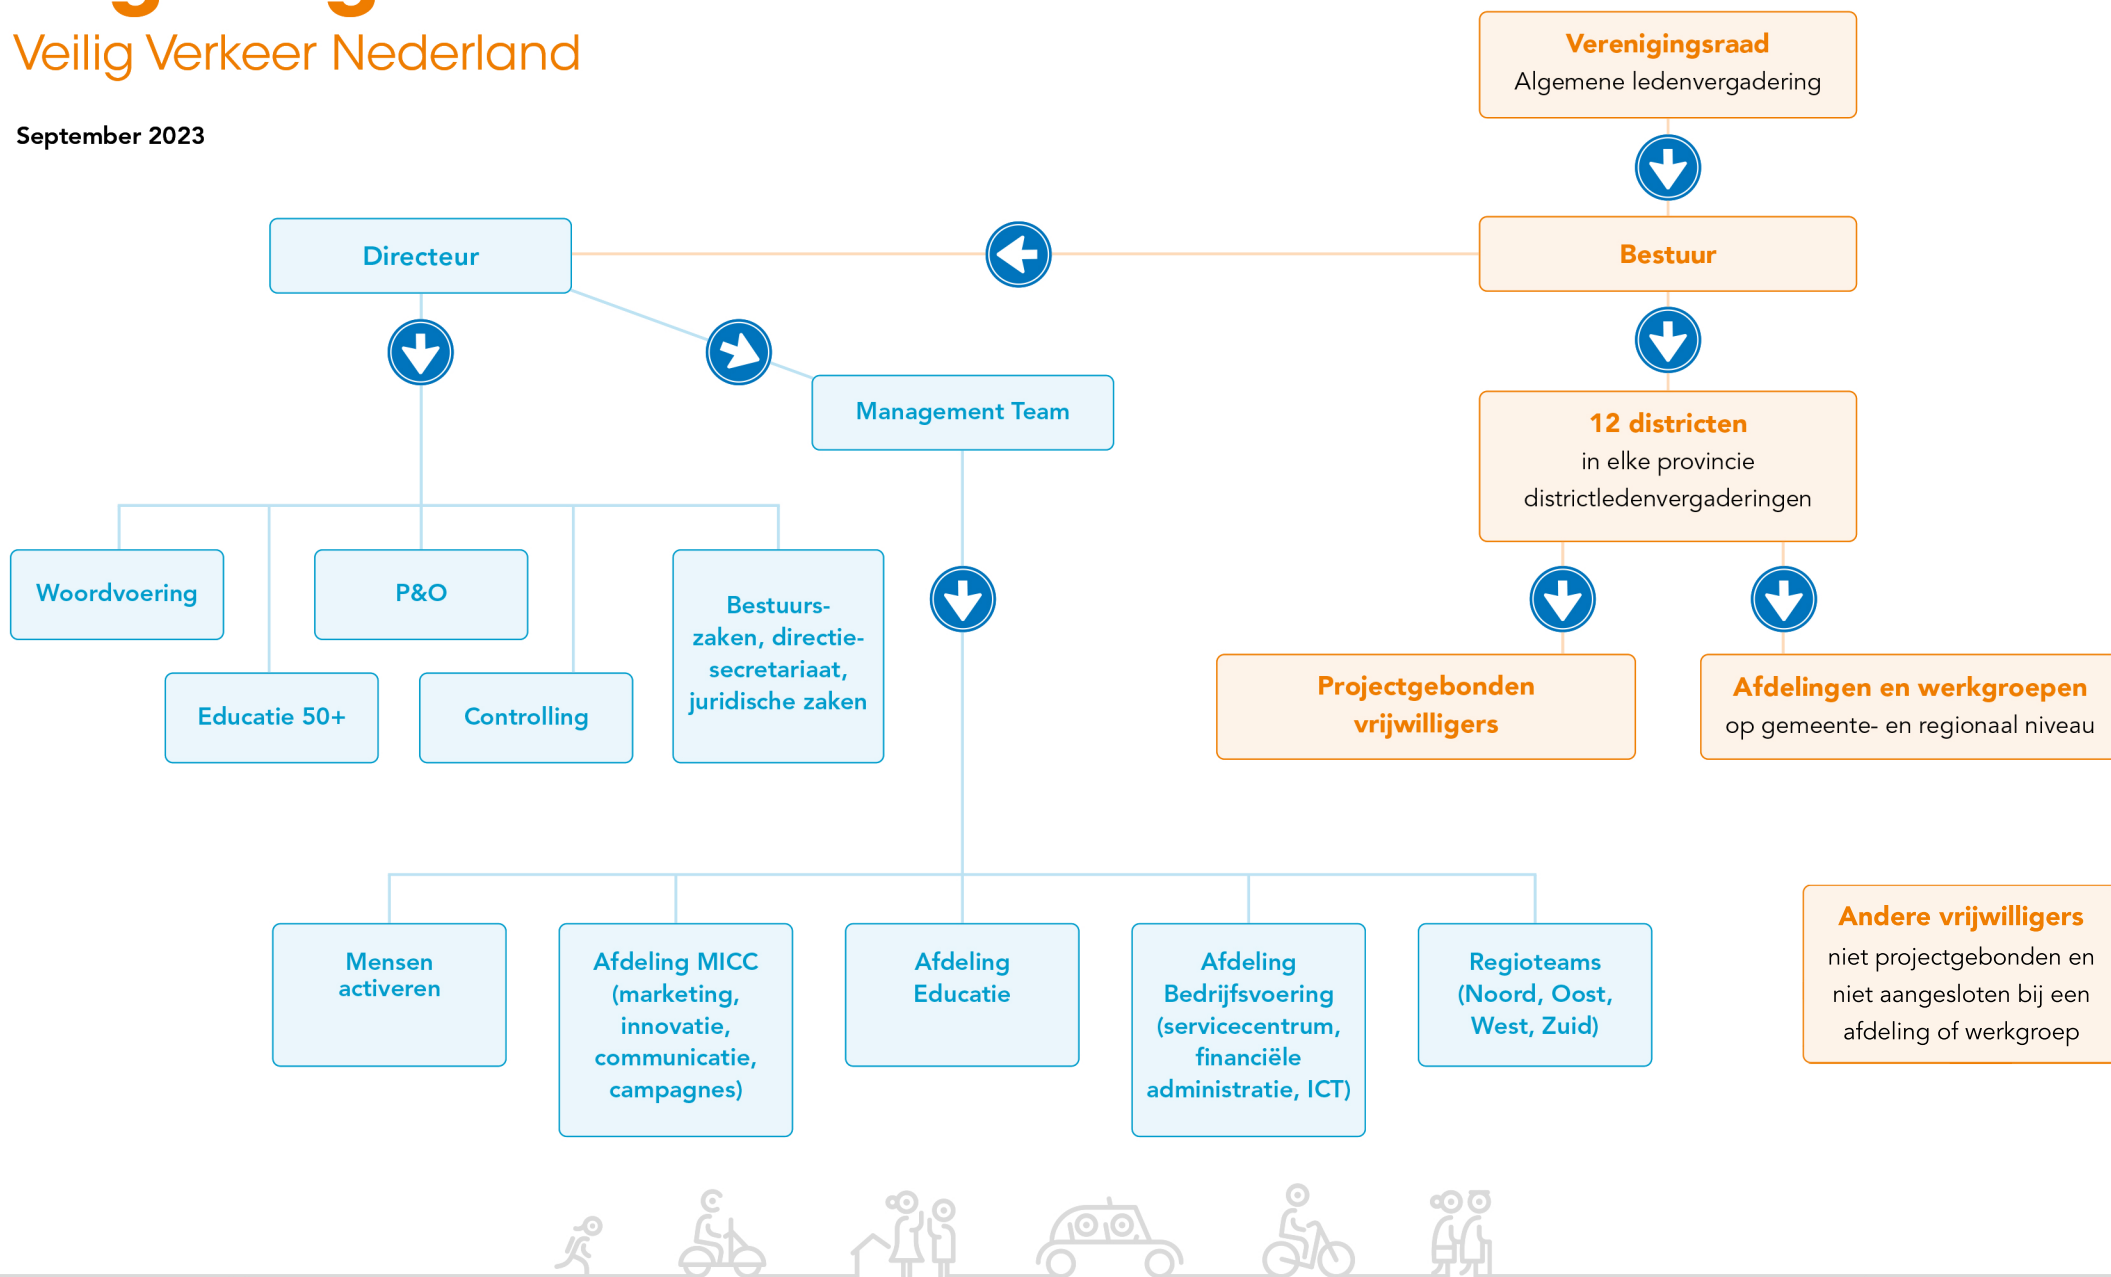 Veilig Verkeer Nederland
September 2023
Verenigingsraad
Algemene ledenvergadering
Directeur
Bestuur
Management Team
12 districten
in elke provincie
districtledenvergaderingen
Woordvoering
P&O
Bestuurs-
zaken, directie-
secretariaat,
juridische zaken
Educatie 50+
Controlling
Projectgebonden
vrijwilligers
Afdelingen en werkgroepen
op gemeente- en regionaal niveau
Mensen
activeren
Afdeling MICC
(marketing,
innovatie,
communicatie,
campagnes)
Afdeling
Educatie
Afdeling
Bedrijfsvoering
(servicecentrum,
financiële
administratie, ICT)
Regioteams
(Noord, Oost,
West, Zuid)
Andere vrijwilligers
niet projectgebonden en
niet aangesloten bij een
afdeling of werkgroep